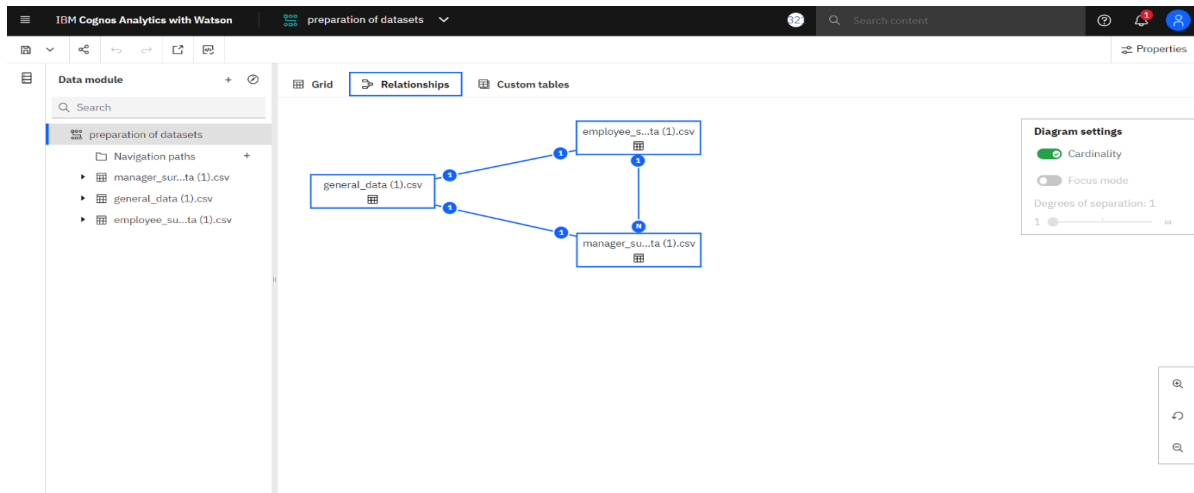 IBM Cognos Analytics with Watson
preparation of datasets
321
Search content
1
Properties
Data module
Search
preparation of datasets
Navigation paths
manager_sur...ta (1).csv
general_data (1).csv
employee_su...ta (1).csv
Grid
Relationships
Custom tables
employee_s...ta (1).csv
1
1
general_data (1).csv
1
1
1
N
manager_su...ta (1).csv
Diagram settings
Cardinality
Focus mode
Degrees of separation: 1
1
∞